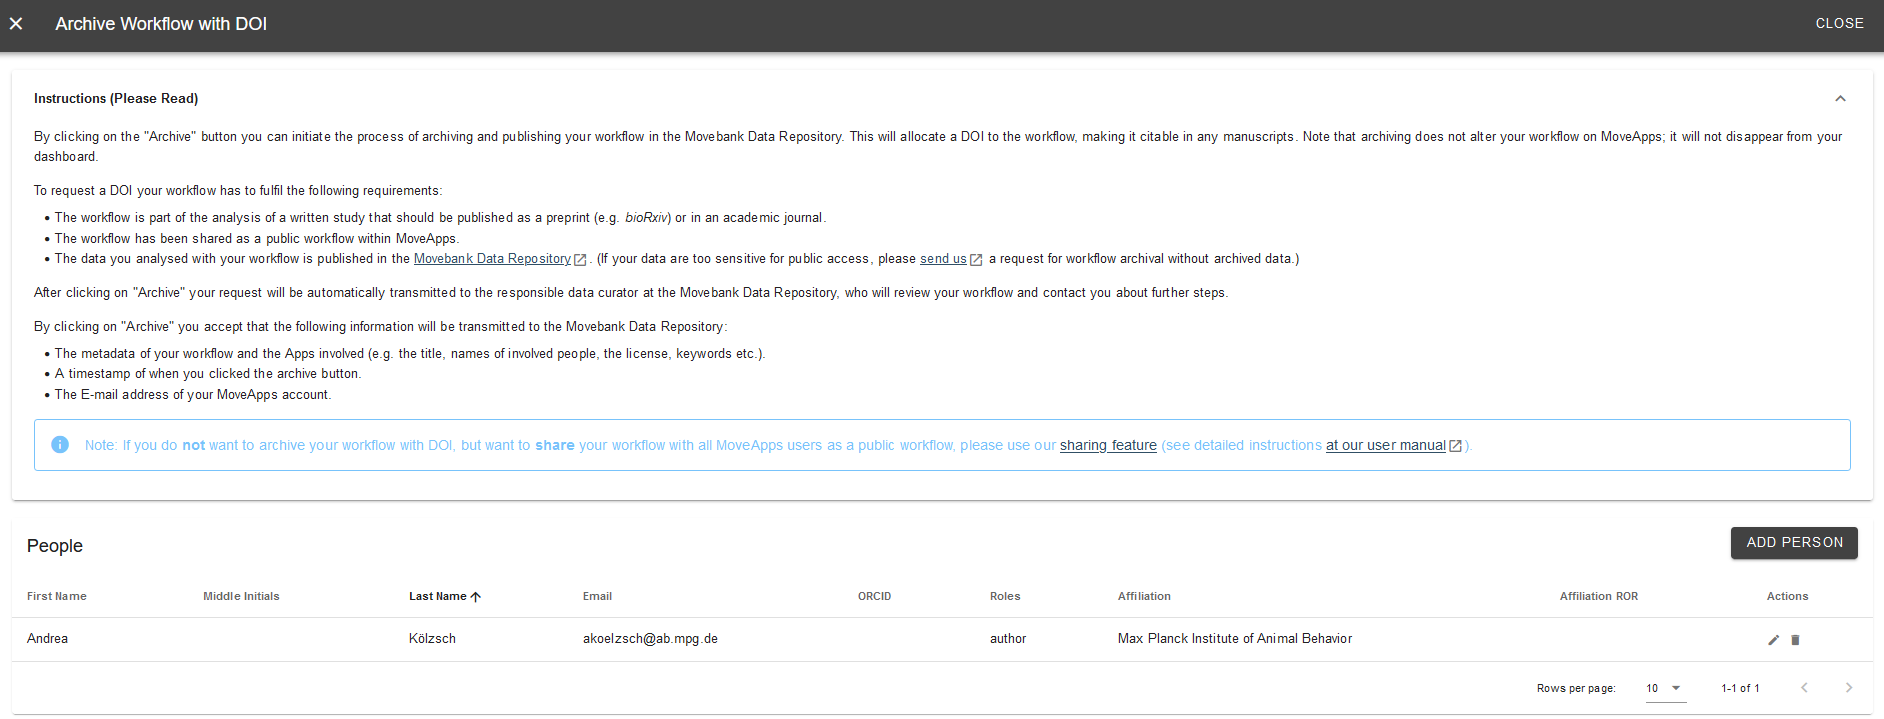 Archive Workflow with DOI
CLOSE
Instructions (Please Read)
By clicking on the "Archive" button you can initiate the process of archiving and publishing your workflow in the Movebank Data Repository. This will allocate a DOI to the workflow, making it citable in any manuscripts. Note that archiving does not alter your workflow on MoveApps; it will not disappear from your
dashboard.
To request a DOI your workflow has to fulfil the following requirements:
• The workflow is part of the analysis of a written study that should be published as a preprint (e.g. bioRxiv) or in an academic journal.
• The workflow has been shared as a public workflow within MoveApps.
• The data you analysed with your workflow is published in the Movebank Data Repository. (If your data are too sensitive for public access, please send us a request for workflow archival without archived data.)
After clicking on "Archive" your request will be automatically transmitted to the responsible data curator at the Movebank Data Repository, who will review your workflow and contact you about further steps.
By clicking on "Archive" you accept that the following information will be transmitted to the Movebank Data Repository:
• The metadata of your workflow and the Apps involved (e.g. the title, names of involved people, the license, keywords etc.).
• A timestamp of when you clicked the archive button.
• The E-mail address of your MoveApps account.
Note: If you do not want to archive your workflow with DOI, but want to share your workflow with all MoveApps users as a public workflow, please use our sharing feature (see detailed instructions at our user manual).
People
ADD PERSON
First Name Middle Initials Last Name Email ORCID Roles Affiliation Affiliation ROR Actions
Andrea Kölzsch akoelzsch@ab.mpg.de author Max Planck Institute of Animal Behavior
Rows per page: 10 1-1 of 1